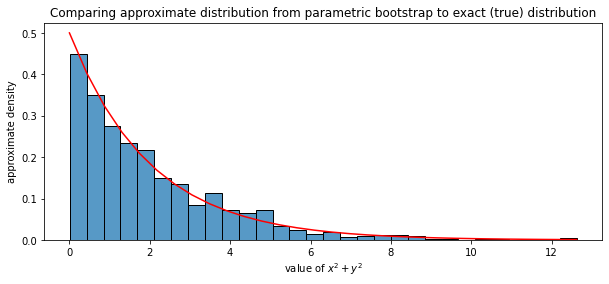 Comparing approximate distribution from parametric bootstrap to exact (true) distribution
approximate density
0.5
0.4
0.3
0.2
0.1
0.0
0 2 4 6 8 10 12
value of x² + y²